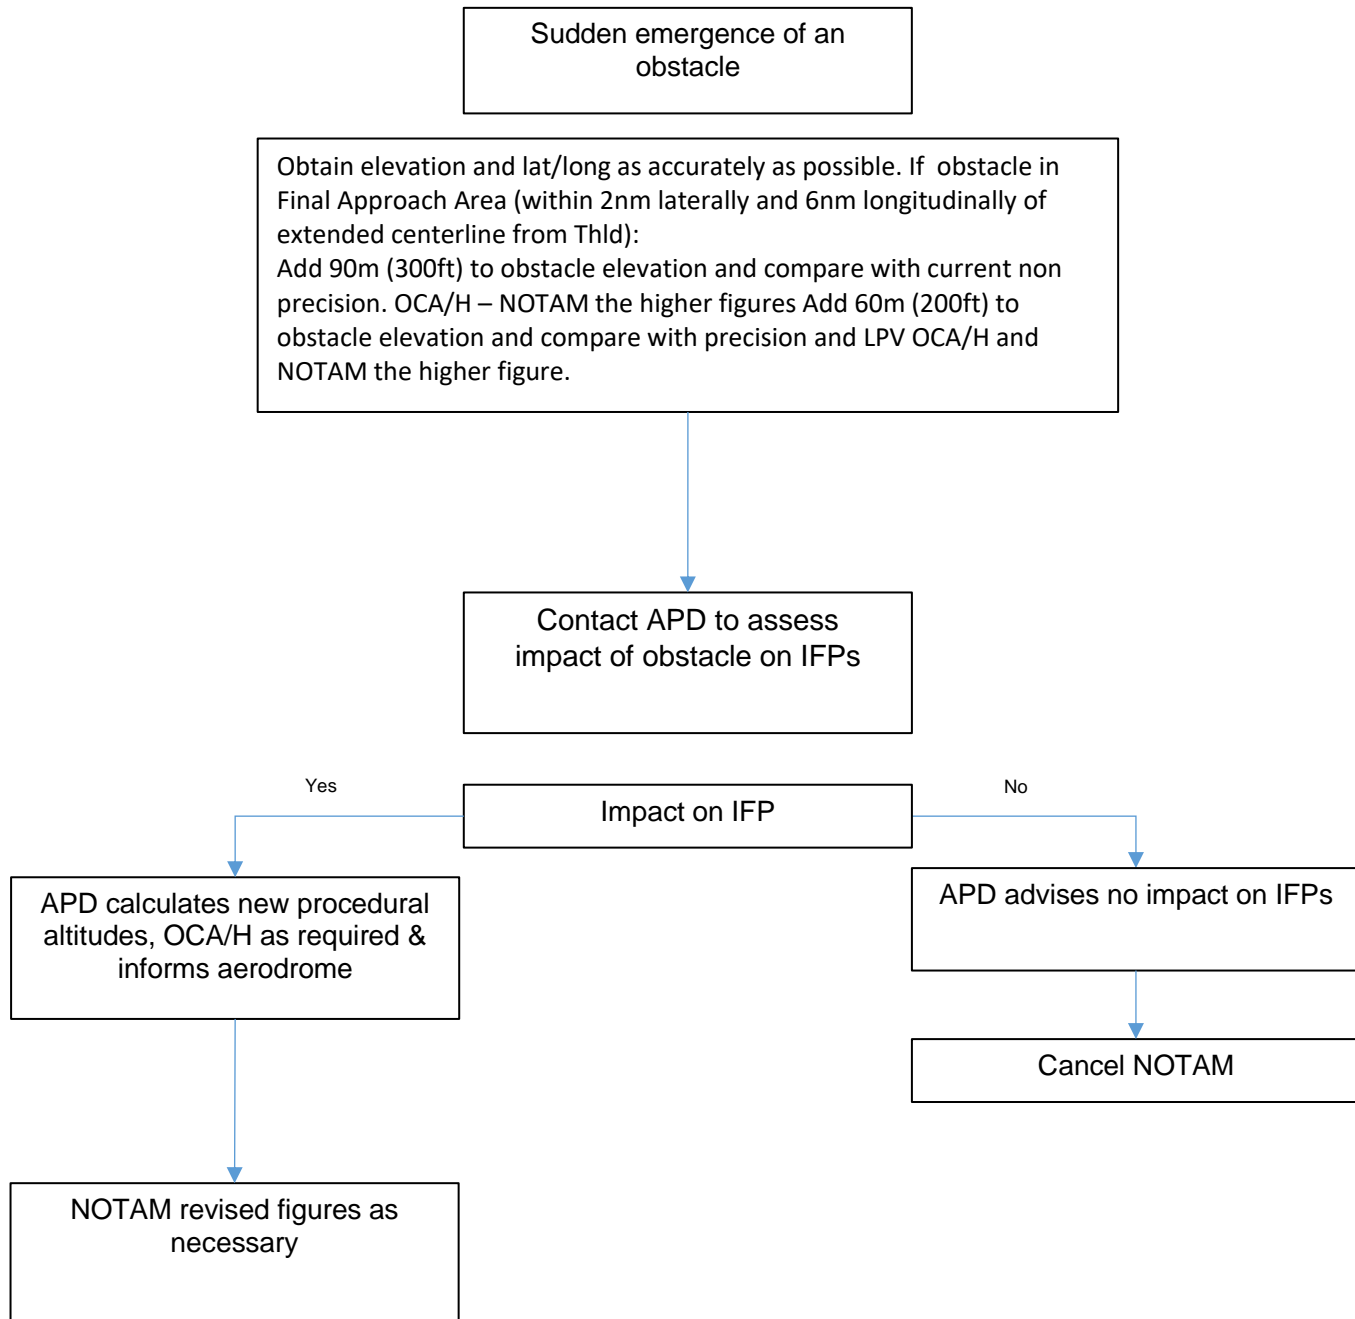 Sudden emergence of an
obstacle
Obtain elevation and lat/long as accurately as possible. If  obstacle in
Final Approach Area (within 2nm laterally and 6nm longitudinally of
extended centerline from Thld):
Add 90m (300ft) to obstacle elevation and compare with current non
precision. OCA/H – NOTAM the higher figures Add 60m (200ft) to
obstacle elevation and compare with precision and LPV OCA/H and
NOTAM the higher figure.
Contact APD to assess
impact of obstacle on IFPs
Yes
Impact on IFP
No
APD calculates new procedural
altitudes, OCA/H as required &
informs aerodrome
APD advises no impact on IFPs
Cancel NOTAM
NOTAM revised figures as
necessary